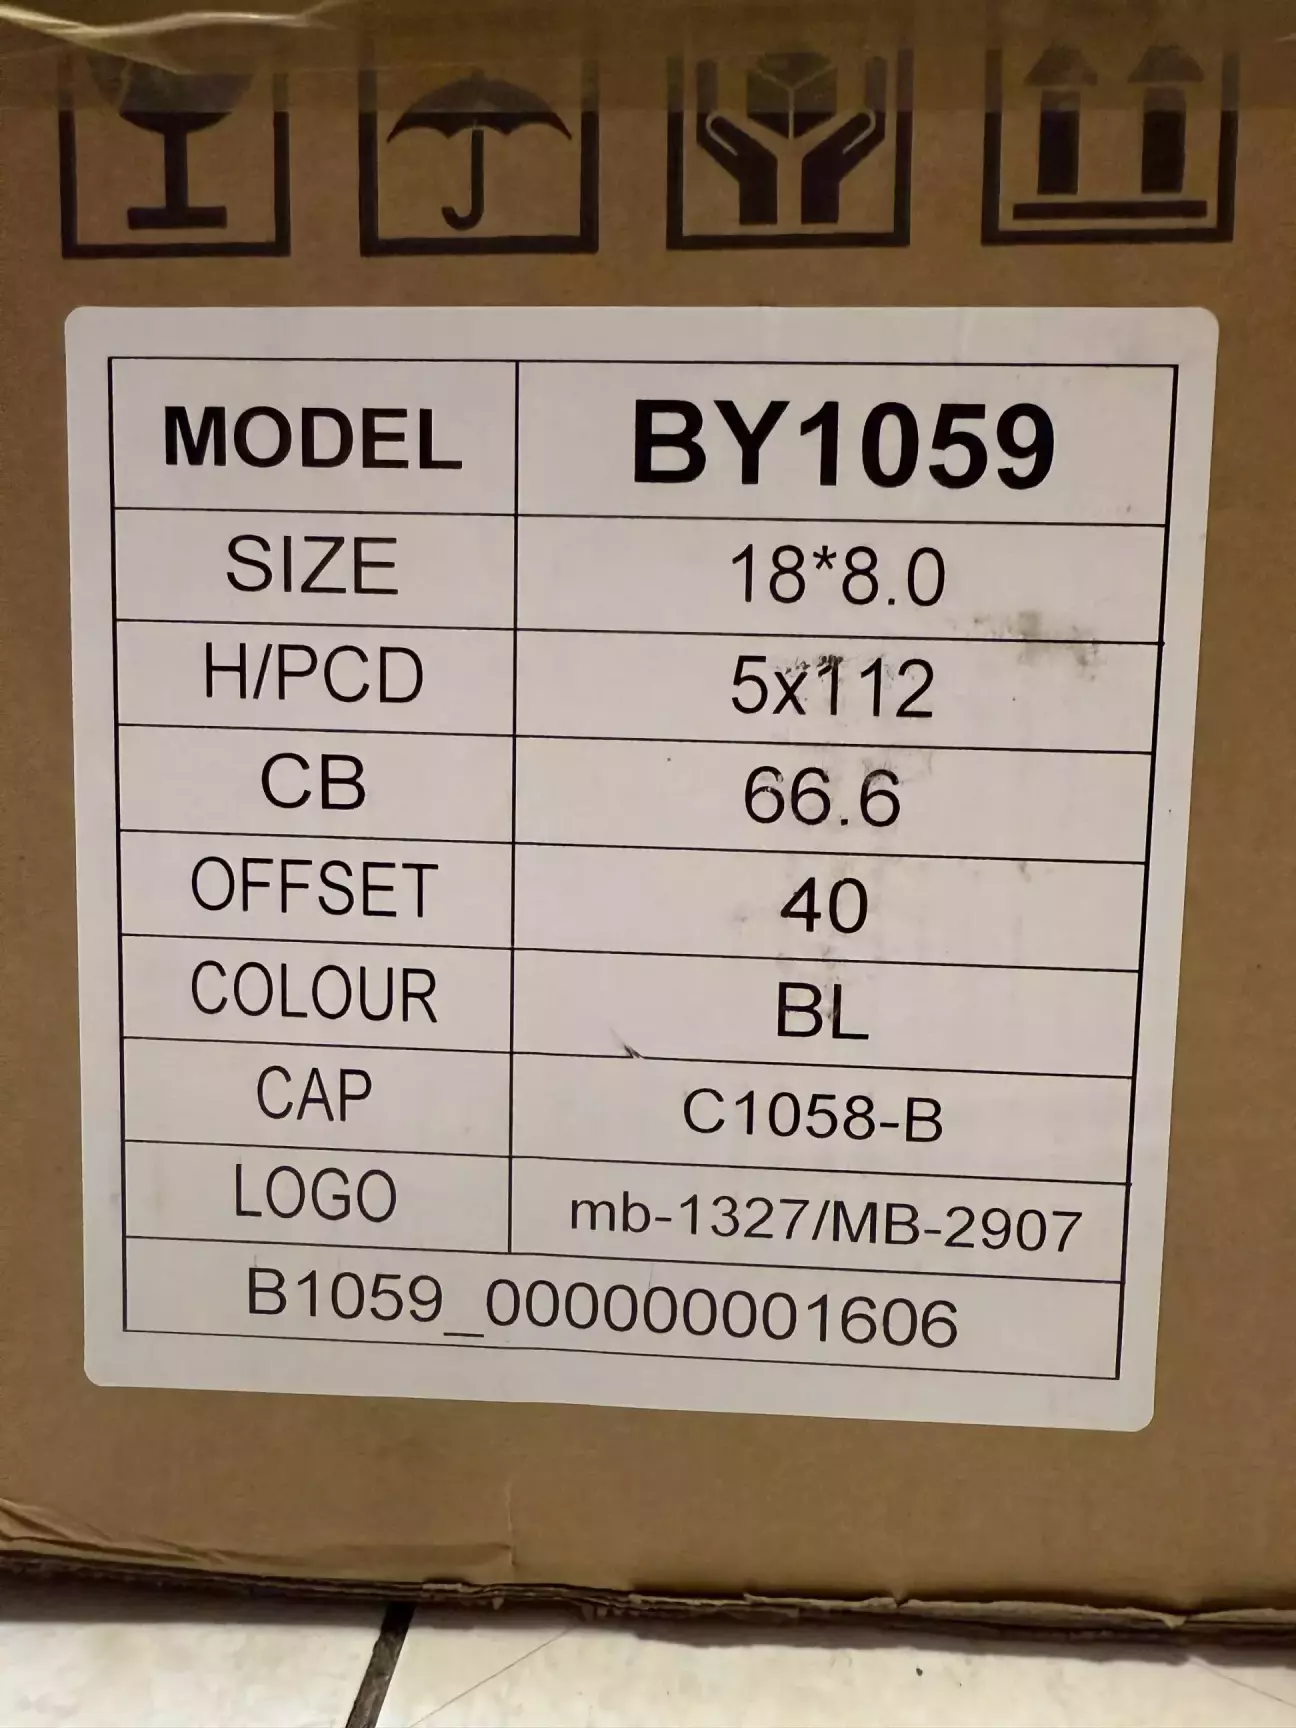 MODEL BY1059
SIZE 18*8.0
H/PCD 5x112
CB 66.6
OFFSET 40
COLOUR BL
CAP C1058-B
LOGO mb-1327/MB-2907
B1059_000000001606